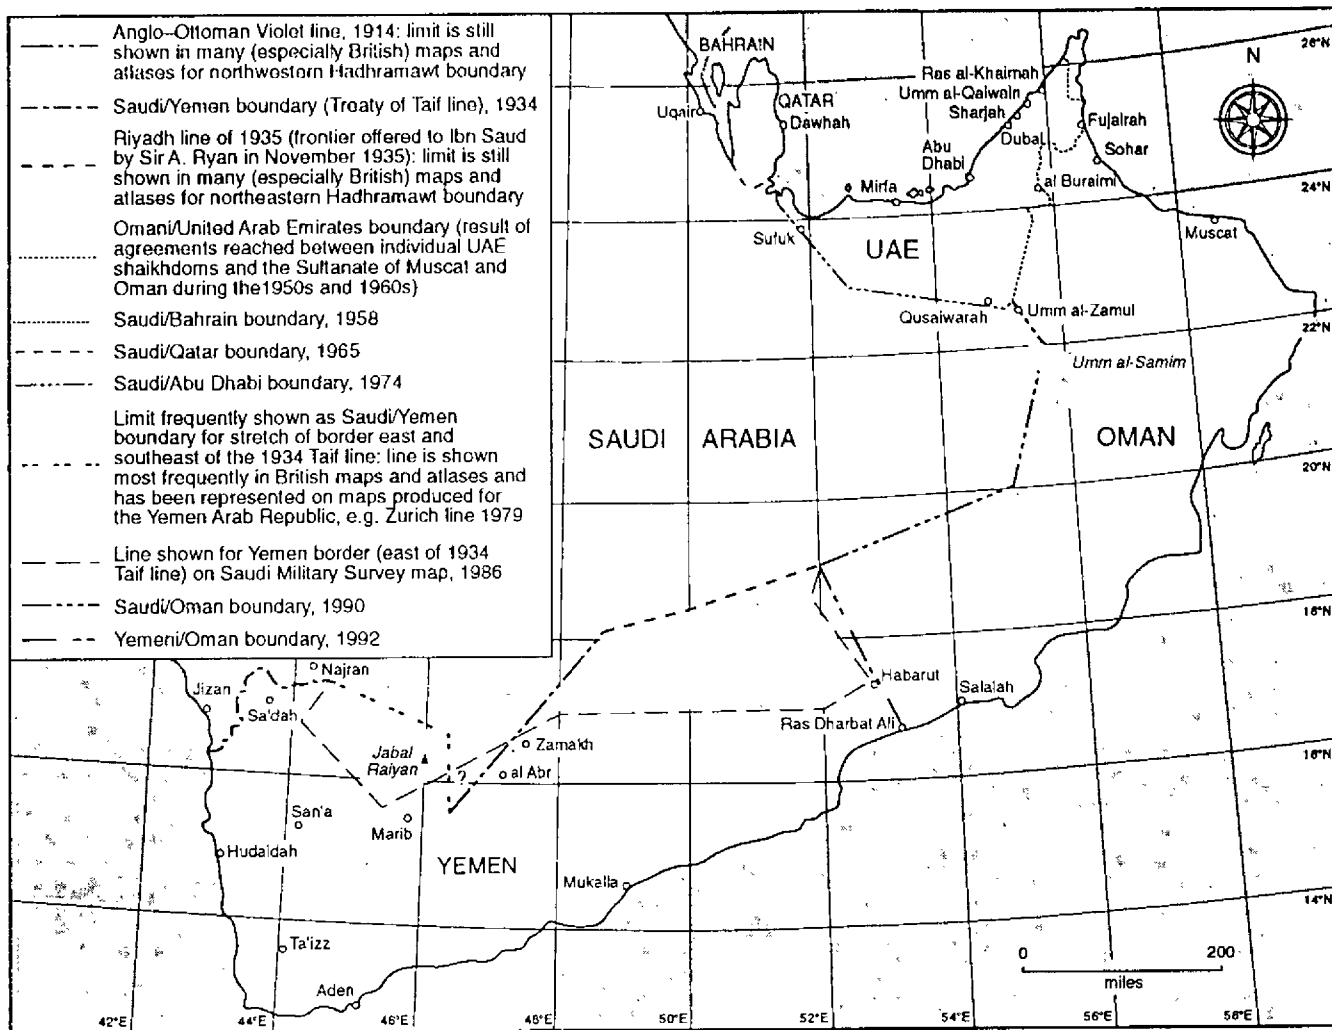 Anglo-Ottoman Violet line, 1914: limit is still
shown in many (especially British) maps and
atlases for northwestern Hadhramawt boundary
Saudi/Yemen boundary (Treaty of Taif line), 1934
Riyadh line of 1935 (frontier offered to Ibn Saud
by Sir A. Ryan in November 1935): limit is still
shown in many (especially British) maps and
atlases for northeastern Hadhramawt boundary
Omani/United Arab Emirates boundary (result of
agreements reached between individual UAE
shaikhdoms and the Sultanate of Muscat and
Oman during the1950s and 1960s)
Saudi/Bahrain boundary, 1958
Saudi/Qatar boundary, 1965
Saudi/Abu Dhabi boundary, 1974
Limit frequently shown as Saudi/Yemen
boundary for stretch of border east and
southeast of the 1934 Taif line: line is shown
most frequently in British maps and atlases and
has been represented on maps produced for
the Yemen Arab Republic, e.g. Zurich line 1979
Line shown for Yemen border (east of 1934
Taif line) on Saudi Military Survey map, 1986
Saudi/Oman boundary, 1990
Yemeni/Oman boundary, 1992
BAHRAIN
Uqair
QATAR
Dawhah
Ras al-Khaimah
Umm al-Qaiwain
Sharjah
Dubai
Fujairah
Sohar
Abu
Dhabi
al Buraimi
Mirfa
Muscat
Sufuk
UAE
Qusaiwarah
Umm al-Zamul
Umm al-Samim
SAUDI ARABIA
OMAN
N
26°N
24°N
22°N
20°N
18°N
16°N
14°N
Najran
Jizan
Sa'dah
Jabal
Raiyan
?
Zamakh
al Abr
Habarut
Salalah
Ras Dharbat Ali
San'a
Marib
Hudaidah
YEMEN
Mukalla
Ta'izz
Aden
0 200
miles
42°E 44°E 46°E 48°E 50°E 52°E 54°E 56°E 58°E